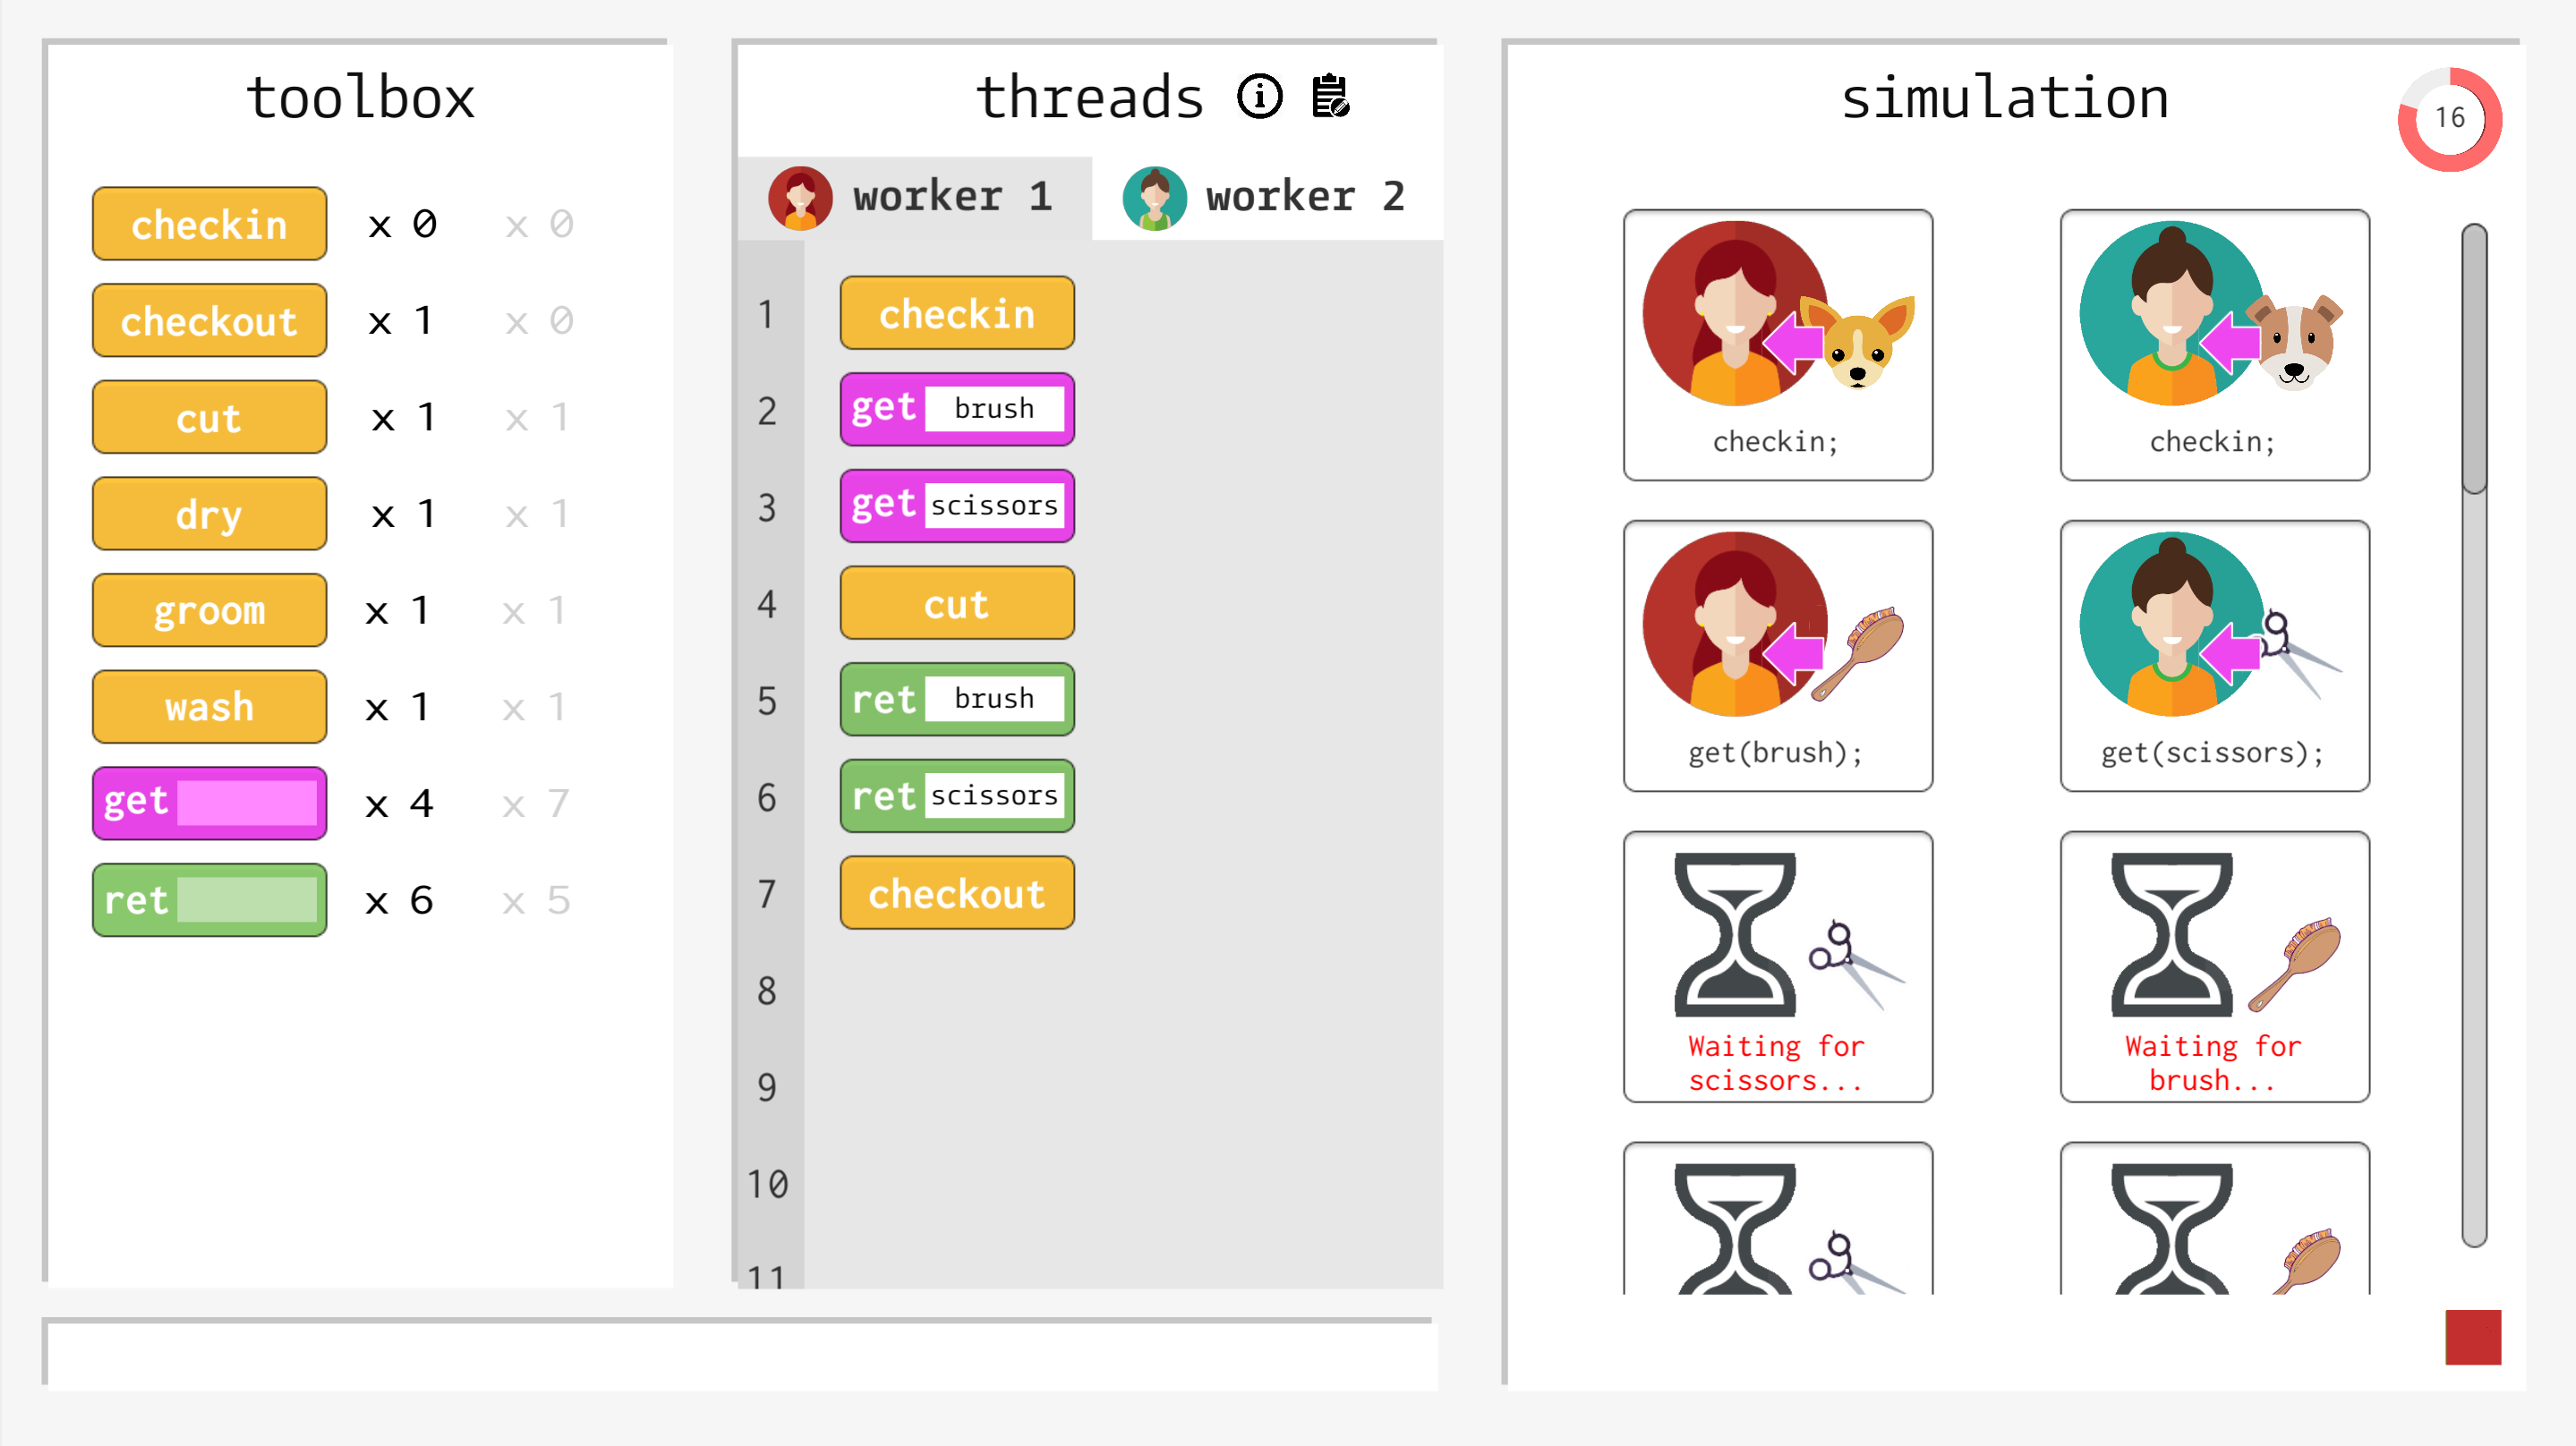 toolbox
checkin x 0 x 0
checkout x 1 x 0
cut x 1 x 1
dry x 1 x 1
groom x 1 x 1
wash x 1 x 1
get x 4 x 7
ret x 6 x 5
threads
worker 1
worker 2
1 checkin
2 get brush
3 get scissors
4 cut
5 ret brush
6 ret scissors
7 checkout
8
9
10
11
simulation
16
checkin;
checkin;
get(brush);
get(scissors);
Waiting for
scissors...
Waiting for
brush...